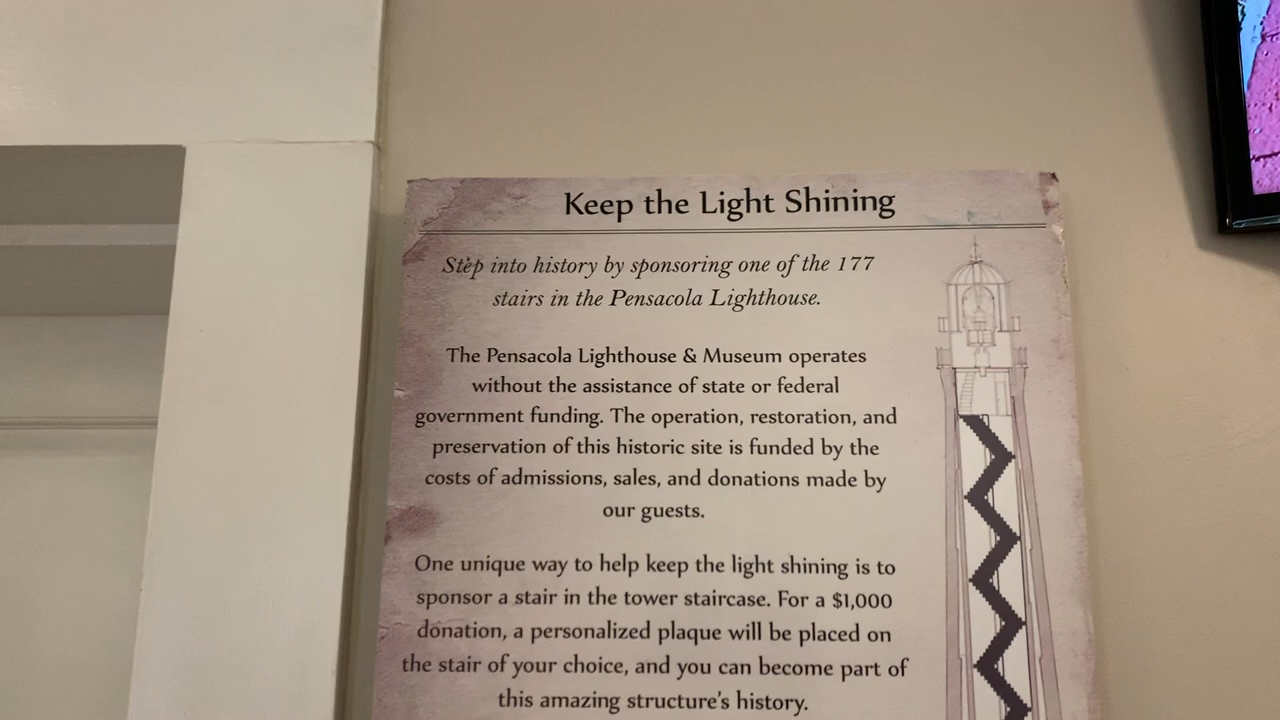 Keep the Light Shining
Step into history by sponsoring one of the 177
stairs in the Pensacola Lighthouse.
The Pensacola Lighthouse & Museum operates
without the assistance of state or federal
government funding. The operation, restoration, and
preservation of this historic site is funded by the
costs of admissions, sales, and donations made by
our guests.
One unique way to help keep the light shining is to
sponsor a stair in the tower staircase. For a $1,000
donation, a personalized plaque will be placed on
the stair of your choice, and you can become part of
this amazing structure's history.